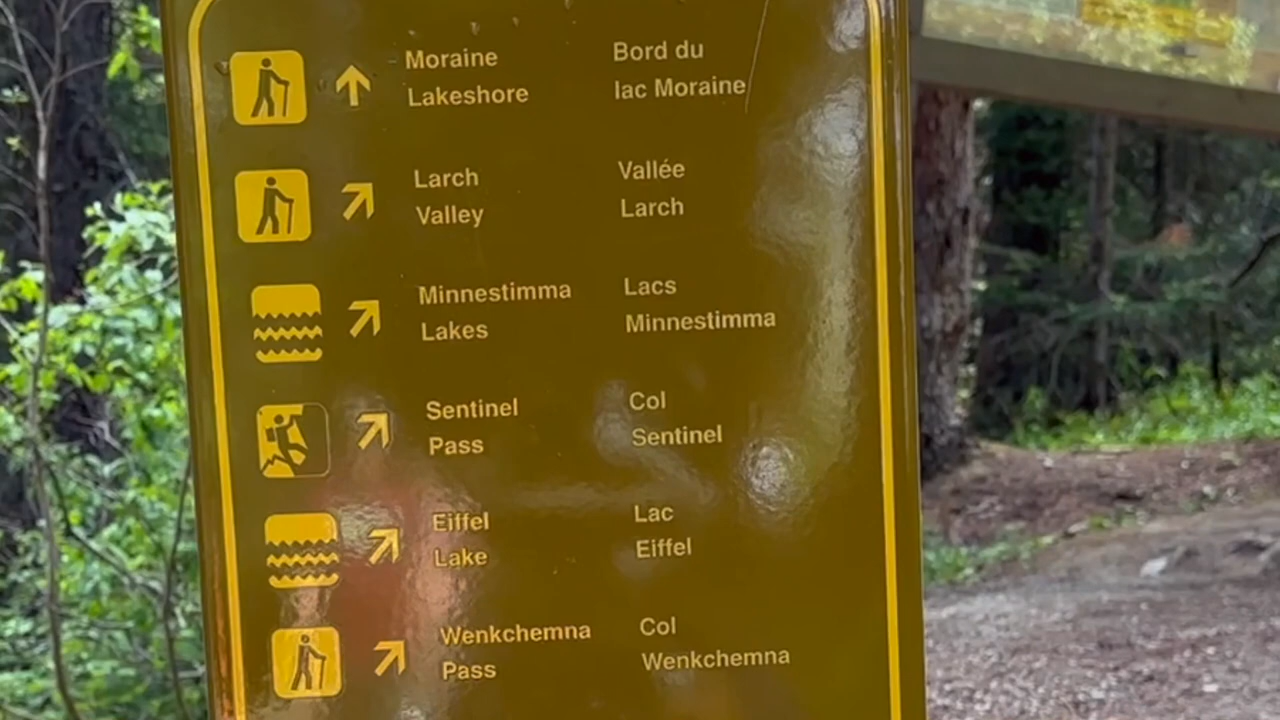 Moraine
Lakeshore
Bord du
lac Moraine
Larch
Valley
Vallée
Larch
Minnestimma
Lakes
Lacs
Minnestimma
Sentinel
Pass
Col
Sentinel
Eiffel
Lake
Lac
Eiffel
Wenkchemna
Pass
Col
Wenkchemna